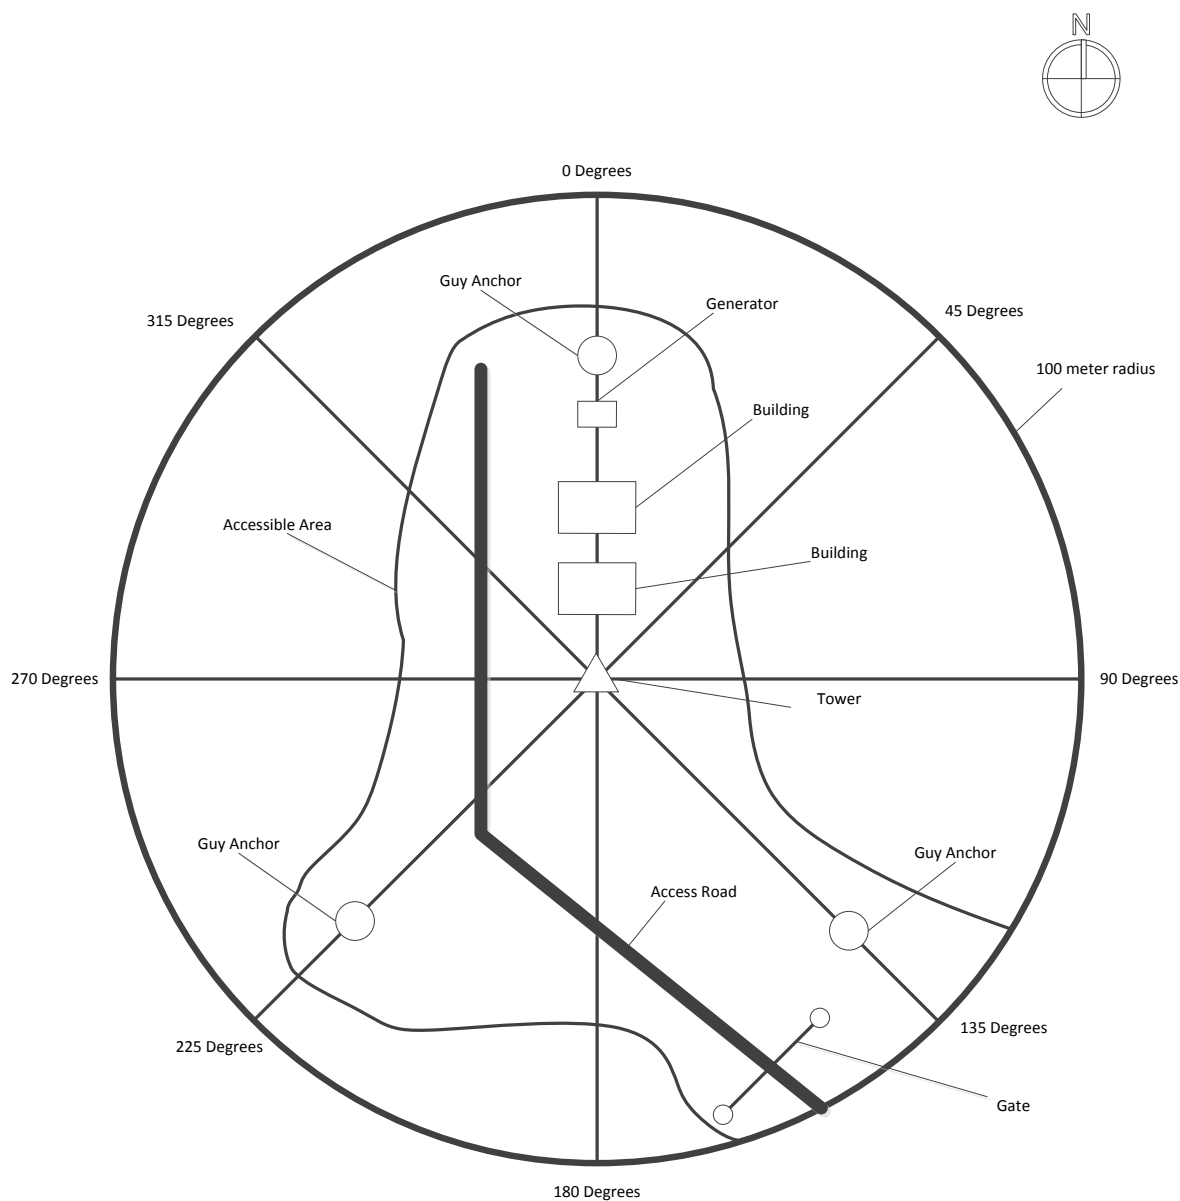 N
0 Degrees
Guy Anchor
Generator
315 Degrees
45 Degrees
100 meter radius
Building
Accessible Area
Building
270 Degrees
90 Degrees
Tower
Guy Anchor
Guy Anchor
Access Road
135 Degrees
225 Degrees
Gate
180 Degrees